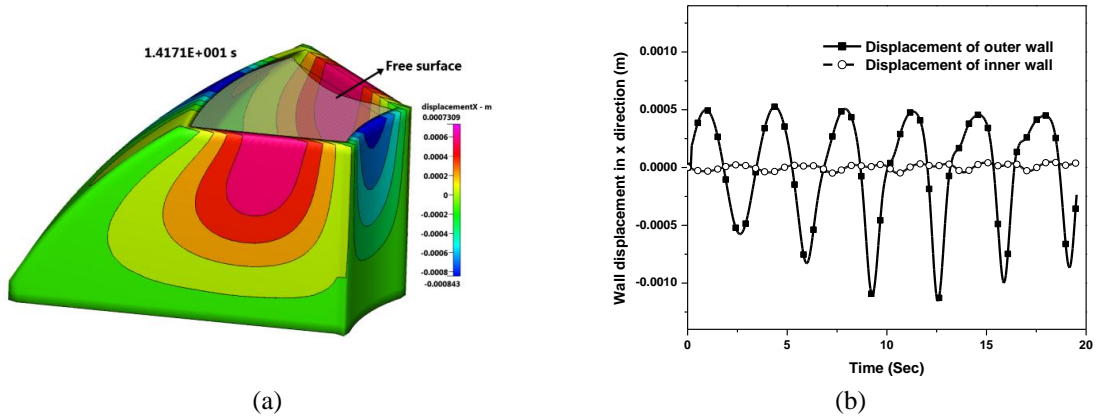 1.4171E+001 s
Free surface
displacementX - m
0.0007309
0.0006
0.0004
0.0002
0
-0.0002
-0.0004
-0.0006
-0.0008
-0.000843
(a)
Wall displacement in x direction (m)
0.0010
0.0005
0.0000
-0.0005
-0.0010
Displacement of outer wall
Displacement of inner wall
0 5 10 15 20
Time (Sec)
(b)